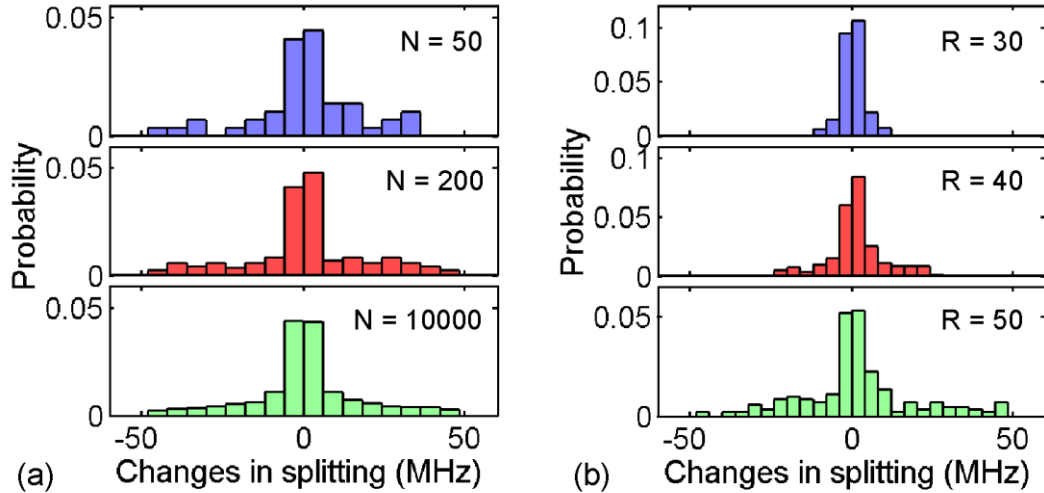 0.05
N = 50
0
0.05
N = 200
0
0.05
N = 10000
0
-50 0 50
Probability
Changes in splitting (MHz)
(a)
0.1
R = 30
0.05
0
0.1
R = 40
0.05
0
R = 50
0.05
0
-50 0 50
Probability
Changes in splitting (MHz)
(b)